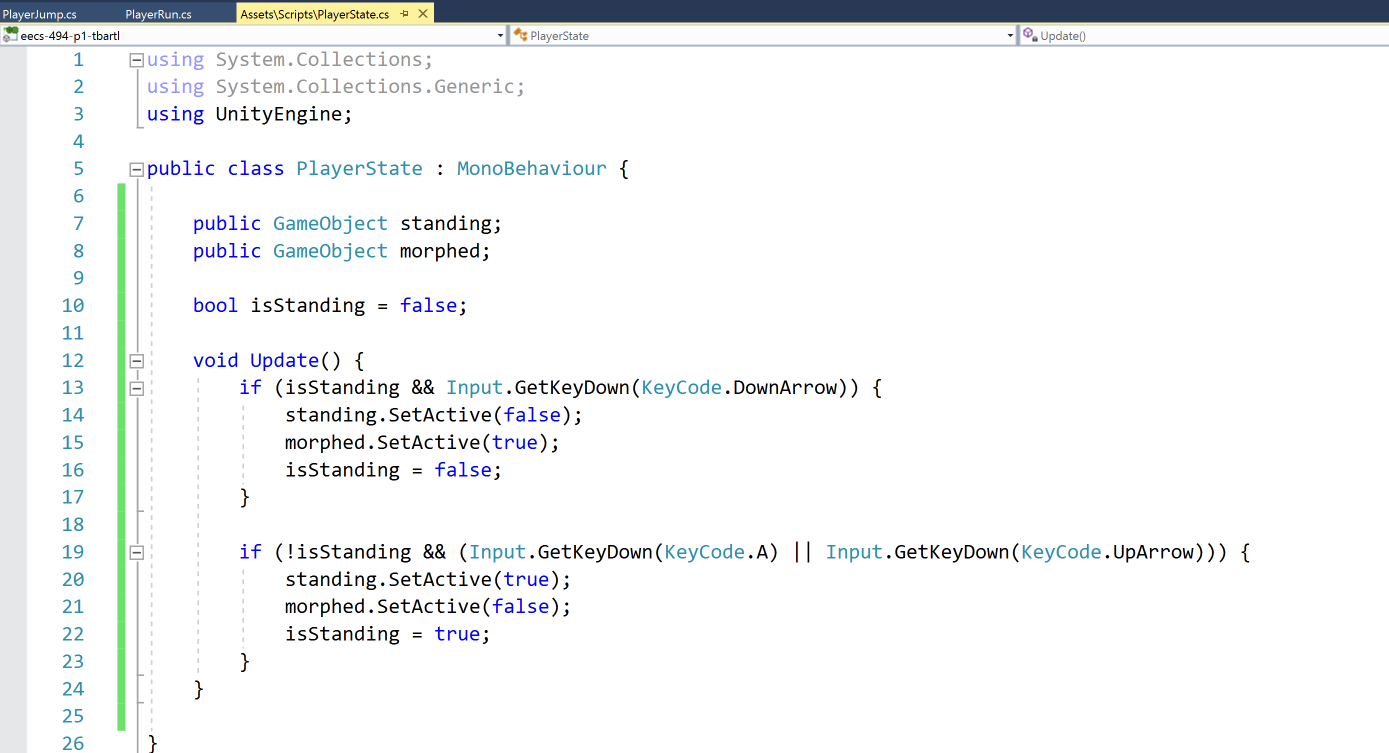 PlayerJump.cs PlayerRun.cs Assets\Scripts\PlayerState.cs
eecs-494-p1-tbartl PlayerState Update()
1 using System.Collections;
2 using System.Collections.Generic;
3 using UnityEngine;
4
5 public class PlayerState : MonoBehaviour {
6
7     public GameObject standing;
8     public GameObject morphed;
9
10     bool isStanding = false;
11
12     void Update() {
13         if (isStanding && Input.GetKeyDown(KeyCode.DownArrow)) {
14             standing.SetActive(false);
15             morphed.SetActive(true);
16             isStanding = false;
17         }
18
19         if (!isStanding && (Input.GetKeyDown(KeyCode.A) || Input.GetKeyDown(KeyCode.UpArrow))) {
20             standing.SetActive(true);
21             morphed.SetActive(false);
22             isStanding = true;
23         }
24     }
25
26 }